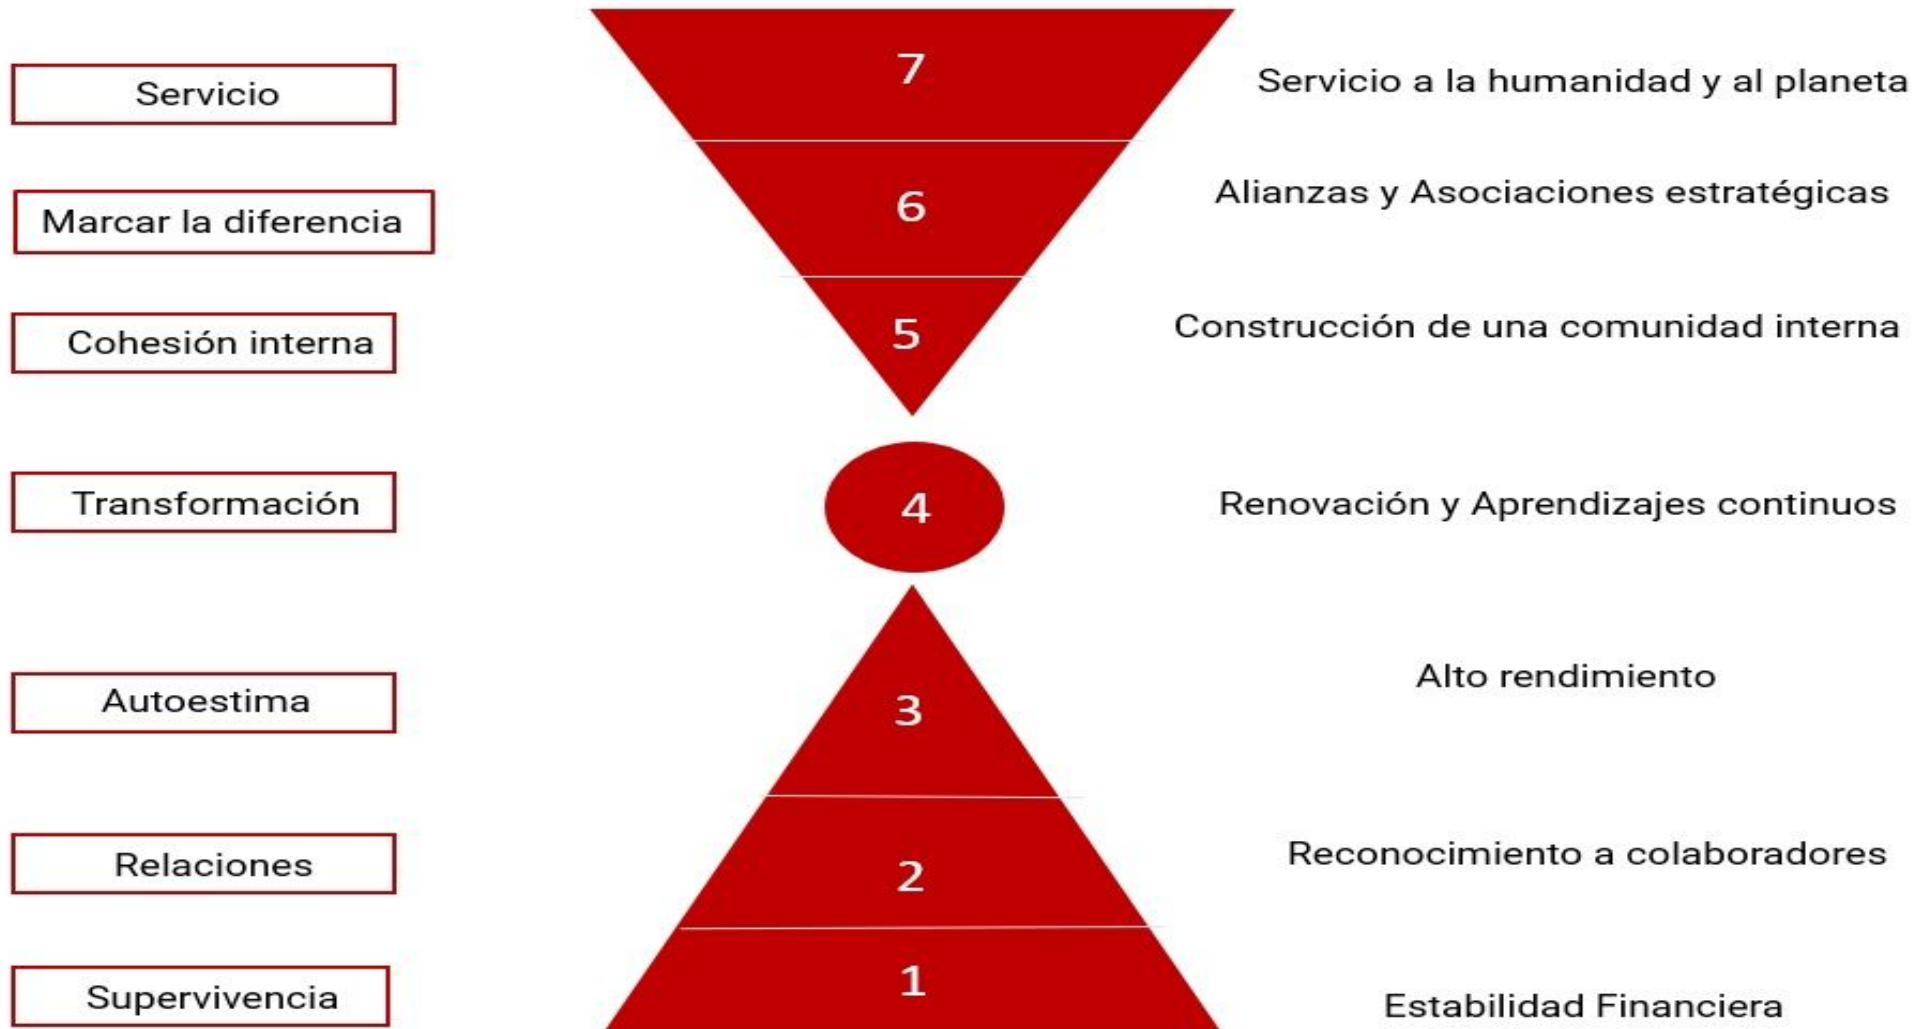 Servicio
7
Servicio a la humanidad y al planeta
Marcar la diferencia
6
Alianzas y Asociaciones estratégicas
Cohesión interna
5
Construcción de una comunidad interna
Transformación
4
Renovación y Aprendizajes continuos
Autoestima
3
Alto rendimiento
Relaciones
2
Reconocimiento a colaboradores
Supervivencia
1
Estabilidad Financiera